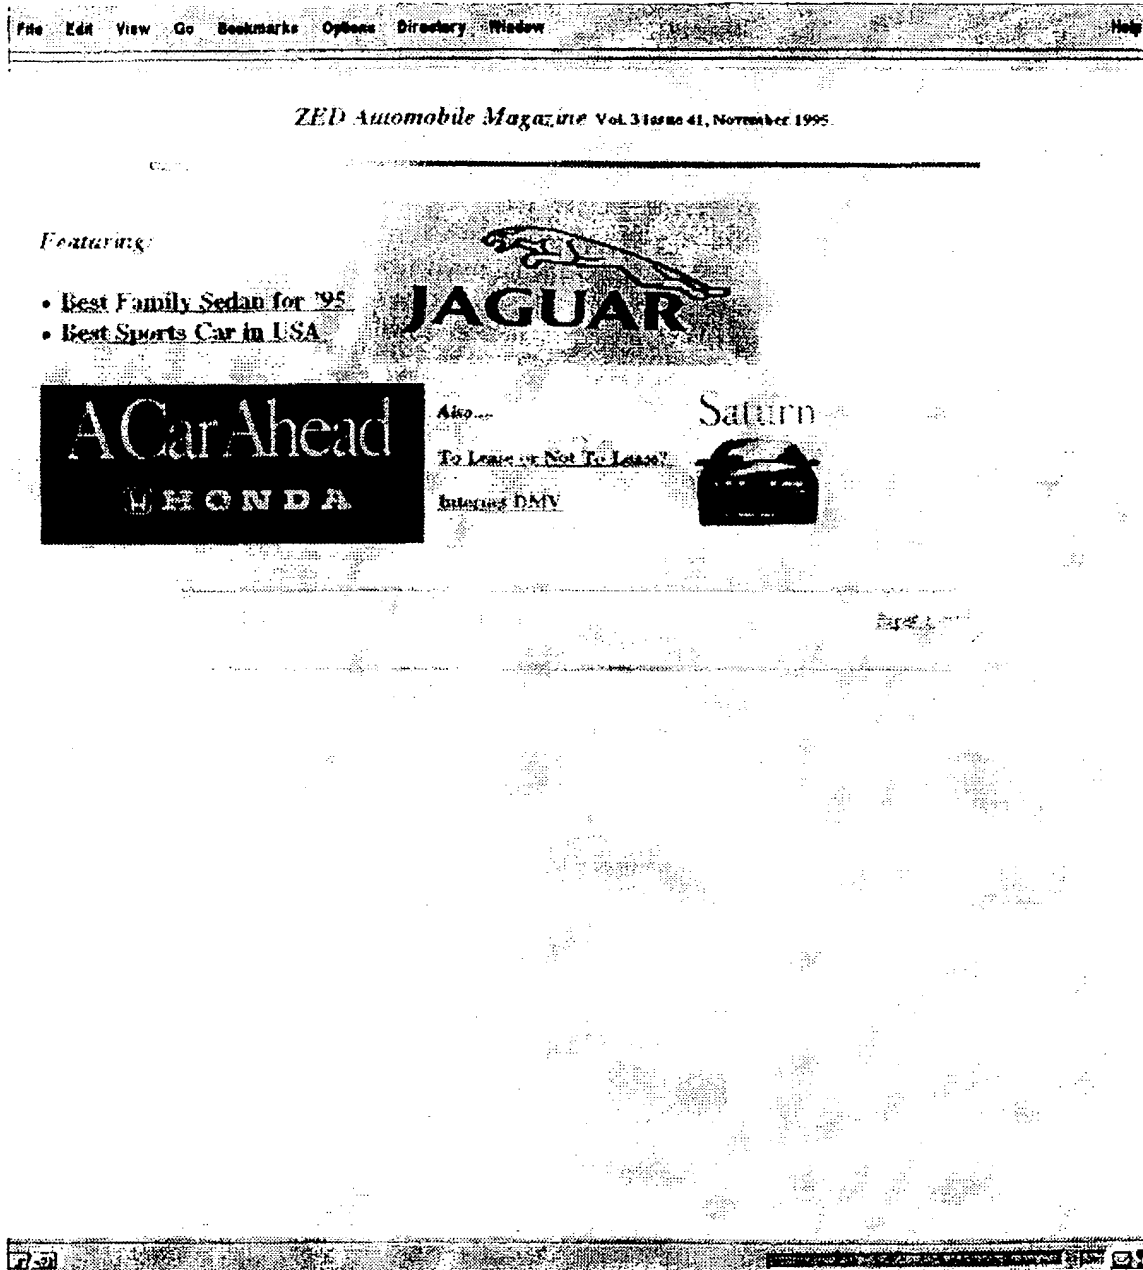 File Edit View Go Bookmarks Options Directory Window Help
ZED Automobile Magazine Vol. 3 Issue 41, November 1995
Featuring:
• Best Family Sedan for '95
• Best Sports Car in USA
JAGUAR
A Car Ahead
HONDA
Also....
To Lease or Not To Lease?
Internet DMV
Saturn